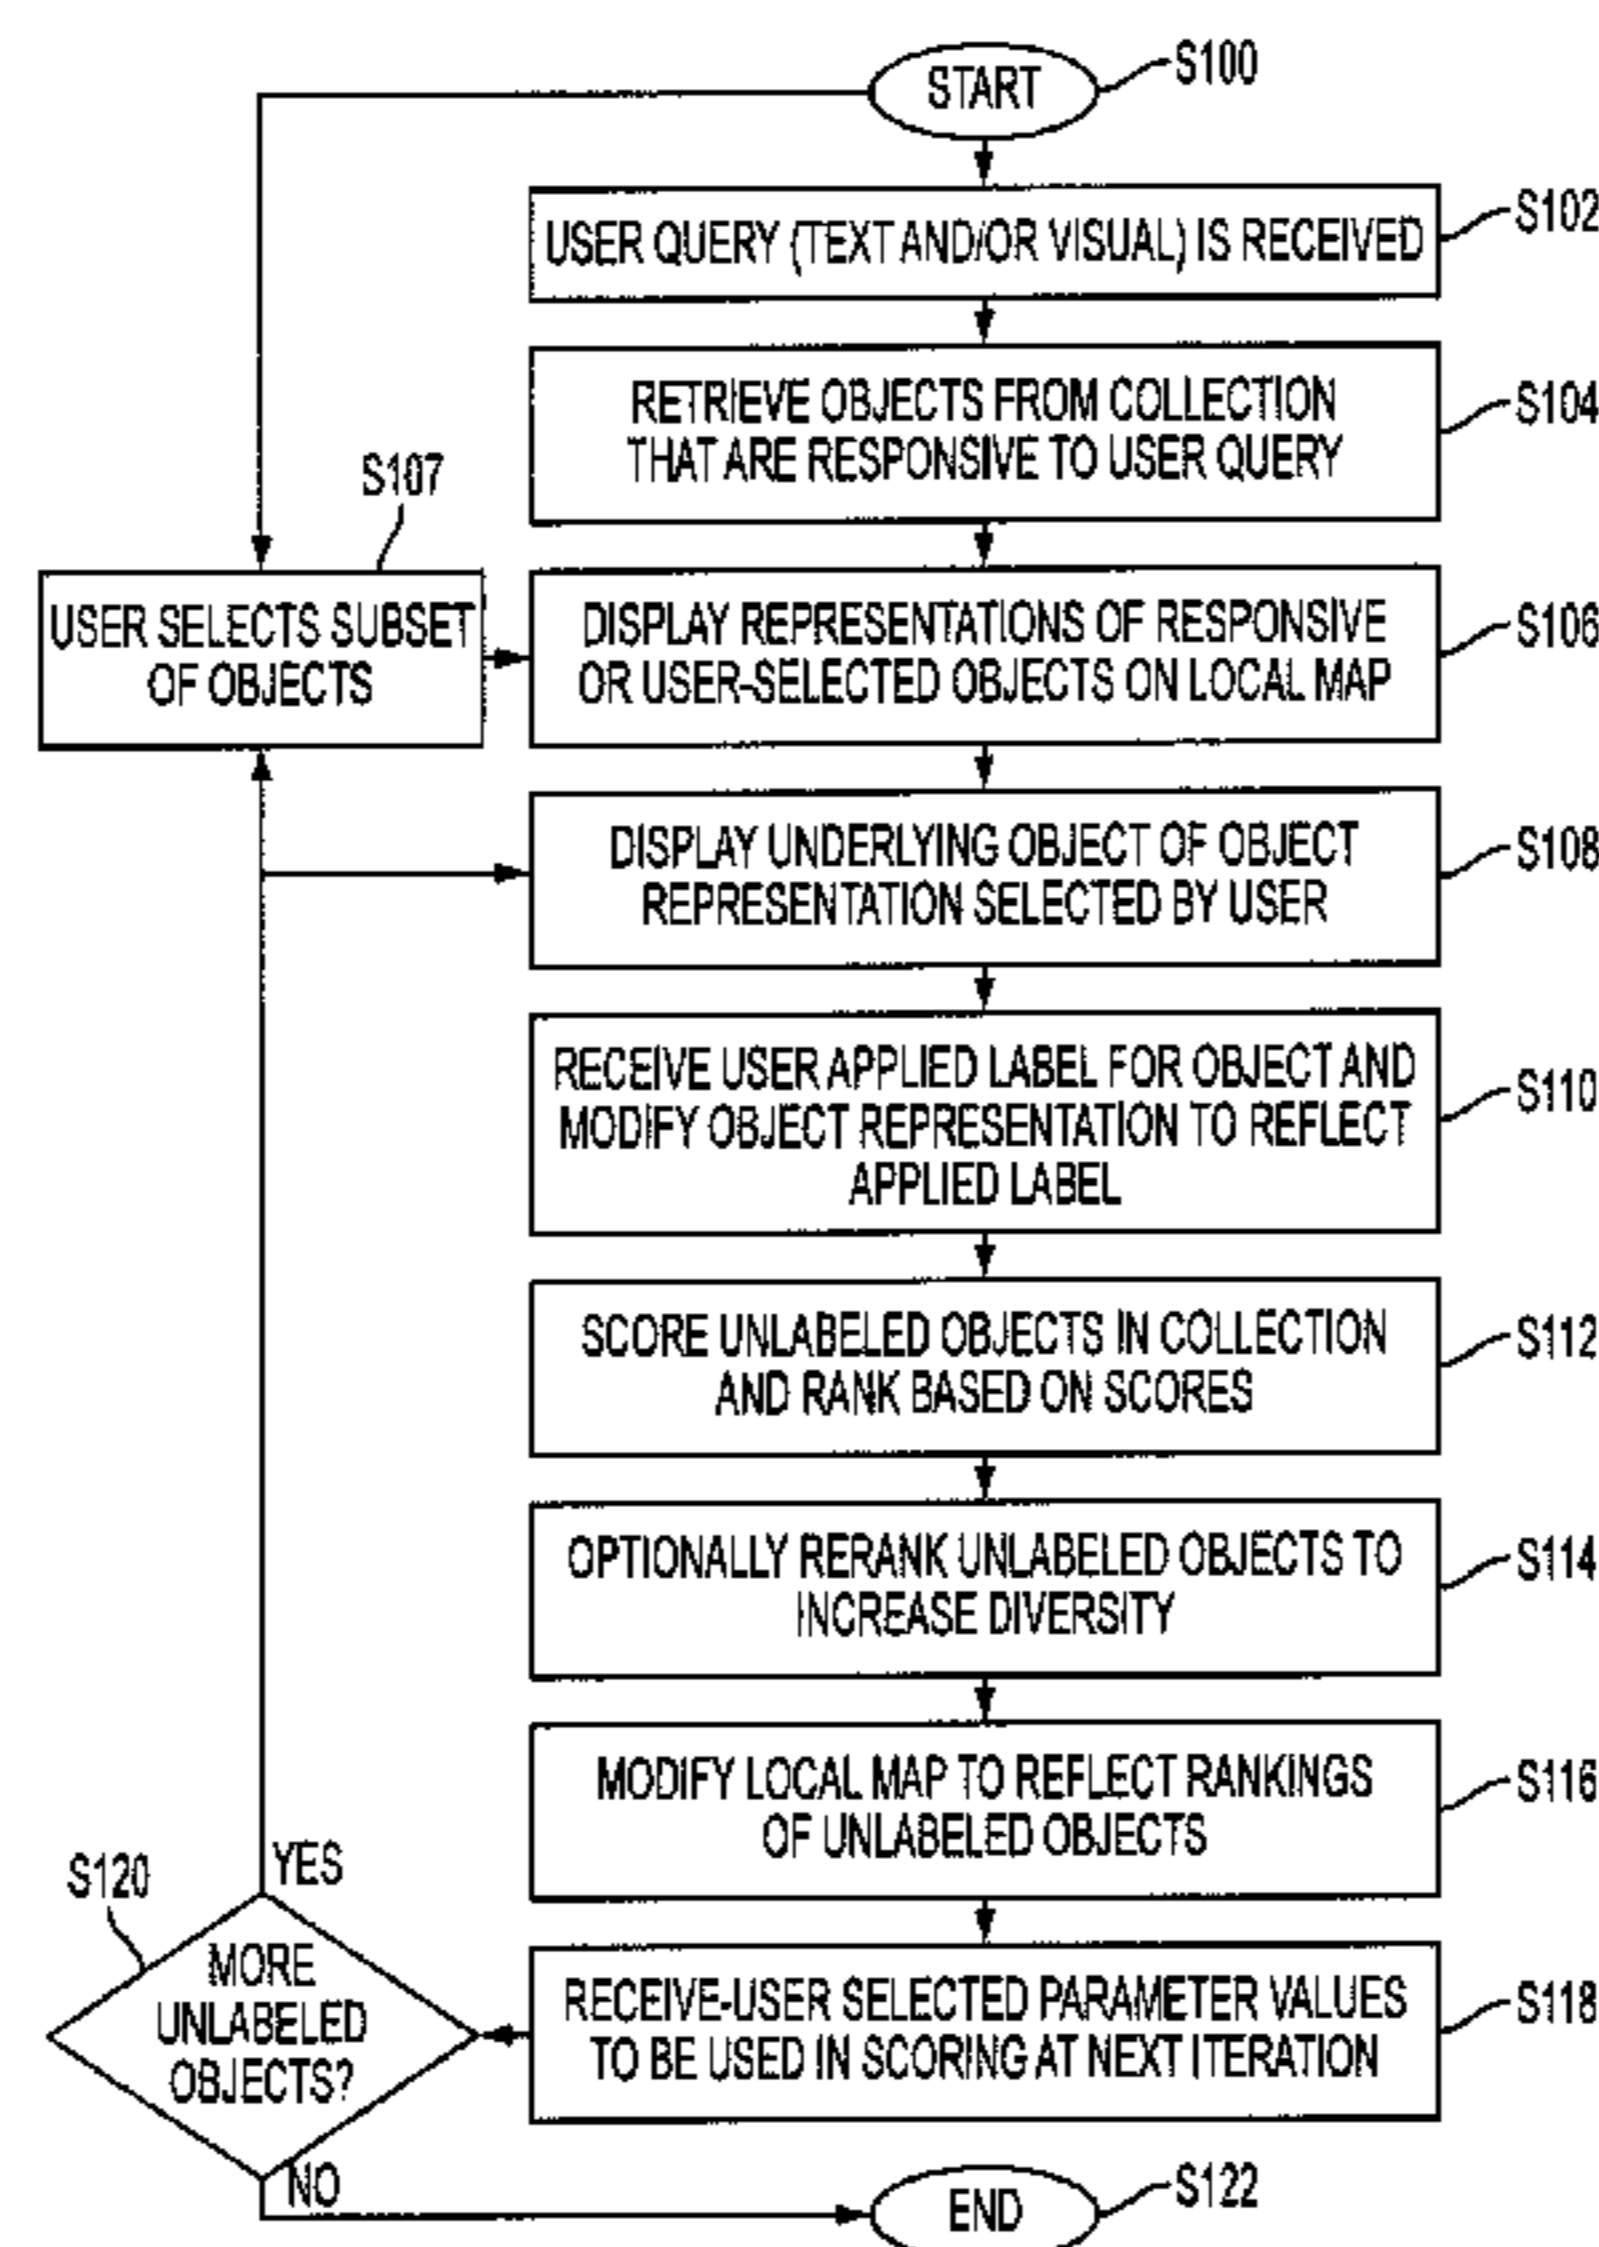 START
S100
USER QUERY (TEXT AND/OR VISUAL) IS RECEIVED
S102
RETRIEVE OBJECTS FROM COLLECTION
THAT ARE RESPONSIVE TO USER QUERY
S104
S107
USER SELECTS SUBSET
OF OBJECTS
DISPLAY REPRESENTATIONS OF RESPONSIVE
OR USER-SELECTED OBJECTS ON LOCAL MAP
S106
DISPLAY UNDERLYING OBJECT OF OBJECT
REPRESENTATION SELECTED BY USER
S108
RECEIVE USER APPLIED LABEL FOR OBJECT AND
MODIFY OBJECT REPRESENTATION TO REFLECT
APPLIED LABEL
S110
SCORE UNLABELED OBJECTS IN COLLECTION
AND RANK BASED ON SCORES
S112
OPTIONALLY RERANK UNLABELED OBJECTS TO
INCREASE DIVERSITY
S114
MODIFY LOCAL MAP TO REFLECT RANKINGS
OF UNLABELED OBJECTS
S116
RECEIVE-USER SELECTED PARAMETER VALUES
TO BE USED IN SCORING AT NEXT ITERATION
S118
S120
YES
MORE
UNLABELED
OBJECTS?
NO
END
S122